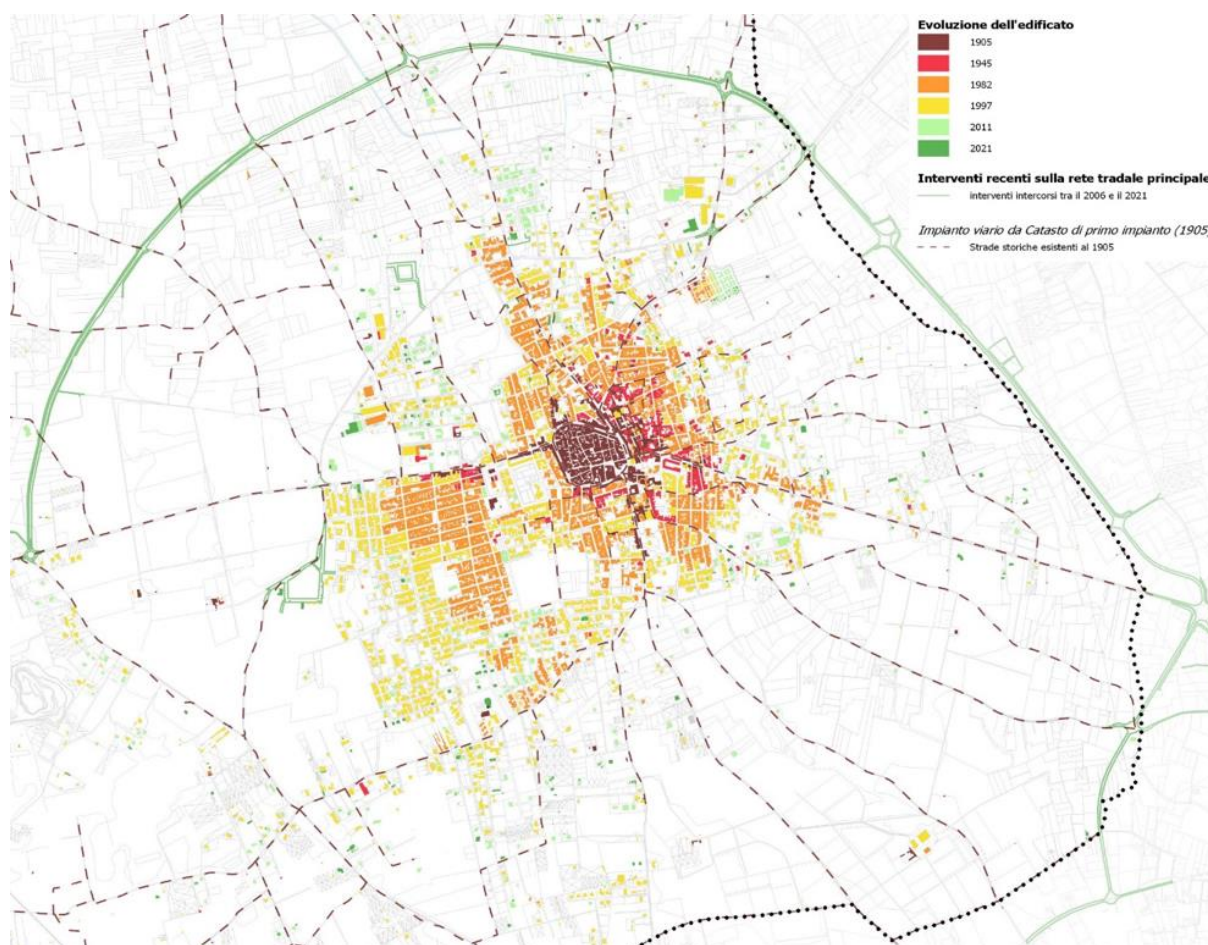 Evoluzione dell'edificato
1905
1945
1982
1997
2011
2021
Interventi recenti sulla rete tradale principale
interventi intercorsi tra il 2006 e il 2021
Impianto viario da Catasto di primo impianto (1905)
Strade storiche esistenti al 1905